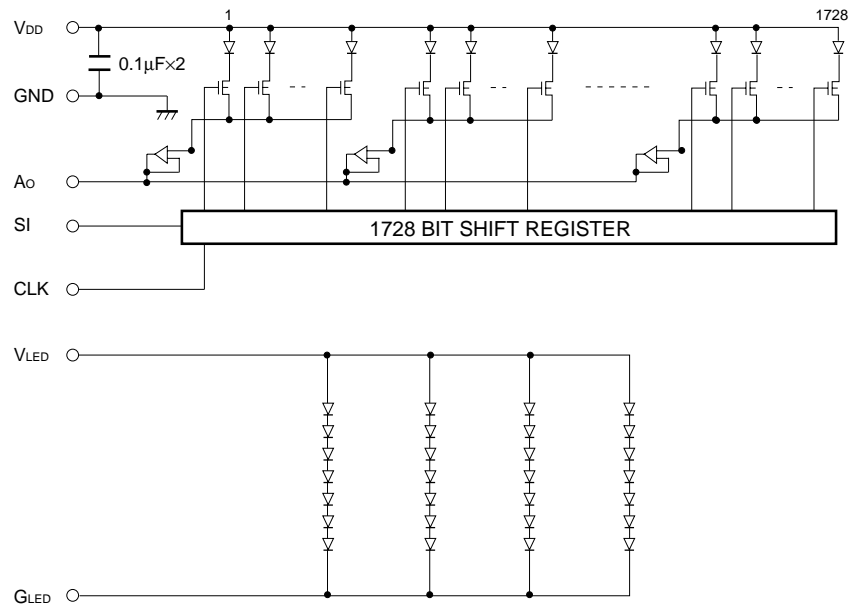 1 1728
VDD
0.1µF×2
GND
AO
SI
1728 BIT SHIFT REGISTER
CLK
VLED
GLED